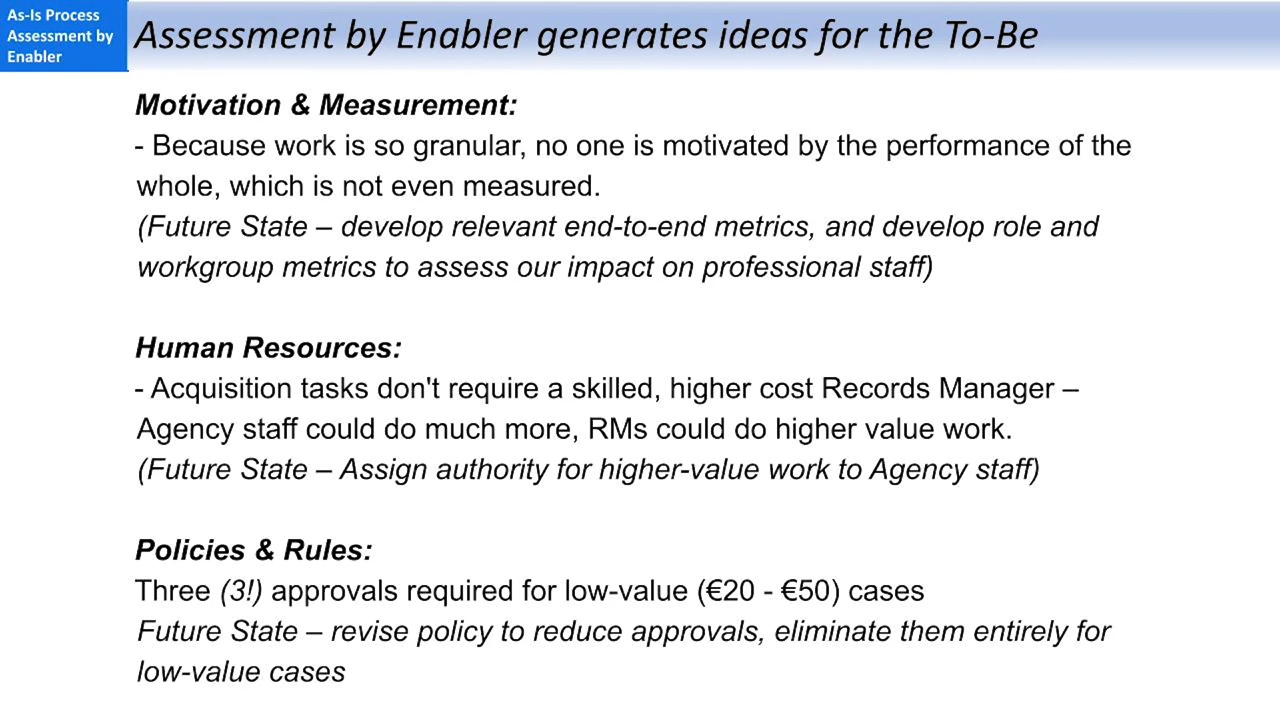 As-Is Process
Assessment by
Enabler
Assessment by Enabler generates ideas for the To-Be
Motivation & Measurement:
- Because work is so granular, no one is motivated by the performance of the
whole, which is not even measured.
(Future State – develop relevant end-to-end metrics, and develop role and
workgroup metrics to assess our impact on professional staff)
Human Resources:
- Acquisition tasks don't require a skilled, higher cost Records Manager –
Agency staff could do much more, RMs could do higher value work.
(Future State – Assign authority for higher-value work to Agency staff)
Policies & Rules:
Three (3!) approvals required for low-value (€20 - €50) cases
Future State – revise policy to reduce approvals, eliminate them entirely for
low-value cases